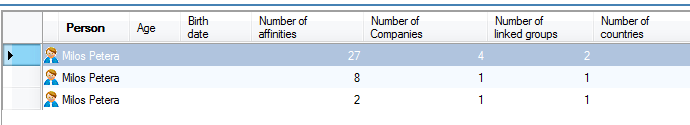 Person Age Birth date Number of affinities Number of Companies Number of linked groups Number of countries
Milos Petera 27 4 2
Milos Petera 8 1 1
Milos Petera 2 1 1